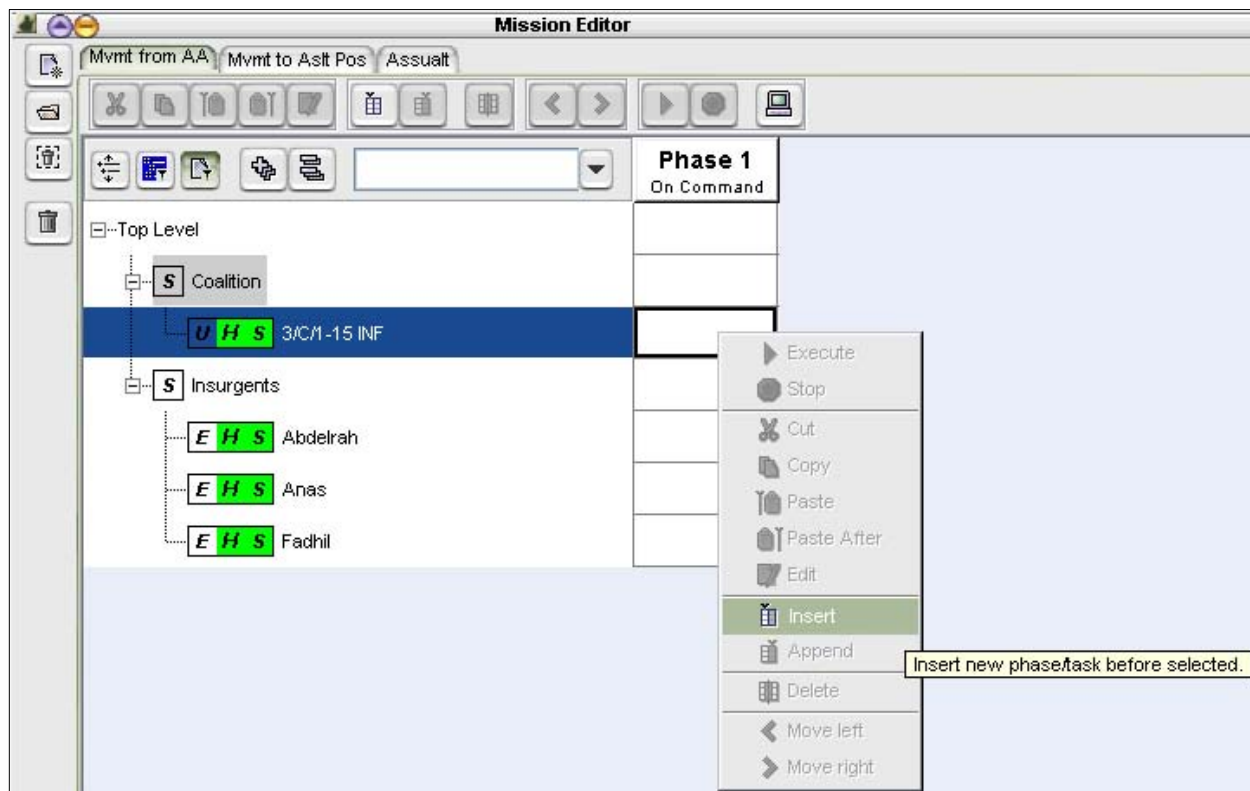 Mission Editor
Mvmt from AA Mvmt to Aslt Pos Assualt
Phase 1
On Command
Top Level
S Coalition
U H S 3/C/1-15 INF
Execute
Stop
S Insurgents
Cut
E H S Abdelrah
Copy
E H S Anas
Paste
Paste After
E H S Fadhil
Edit
Insert
Append
Insert new phase/task before selected.
Delete
Move left
Move right